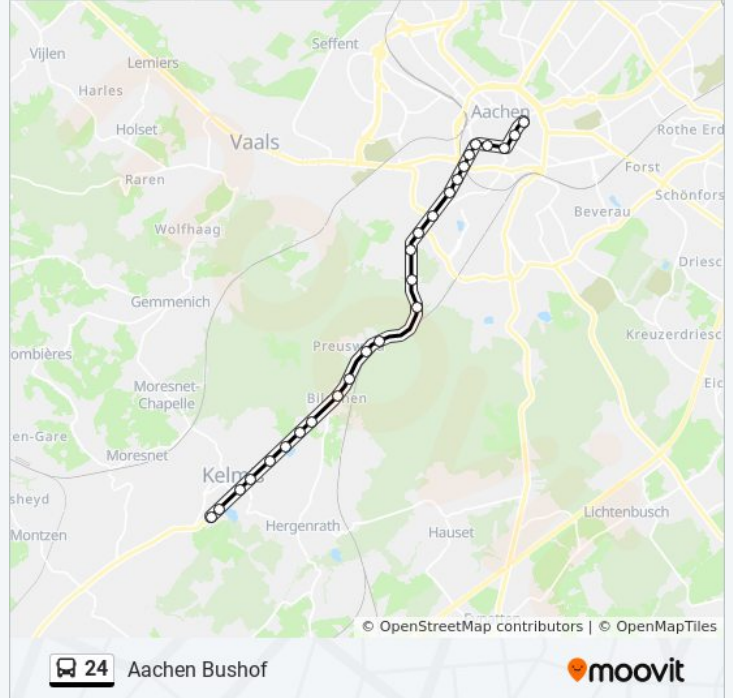 Seffent
Vijlen
Lemiers
Harles
Aachen
Holset
Vaals
Rothe Erd
Forst
Raren
Schönfors
Beverau
Wolfhaag
Driesc
Gemmenich
Kreuzerdriesc
Preusw
ombières
Moresnet-
Chapelle
Eic
en-Gare
Moresnet
Kelm
sheyd
Lichtenbusch
Hergenrath
Hauset
Montzen
© OpenStreetMap contributors | © OpenMapTiles
24 Aachen Bushof
moovit